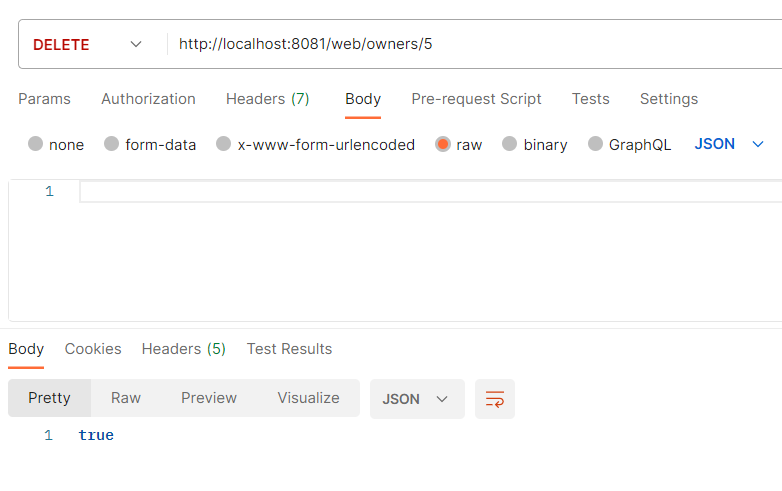 DELETE http://localhost:8081/web/owners/5
Params Authorization Headers (7) Body Pre-request Script Tests Settings
none form-data x-www-form-urlencoded raw binary GraphQL JSON
1
Body Cookies Headers (5) Test Results
Pretty Raw Preview Visualize JSON
1 true